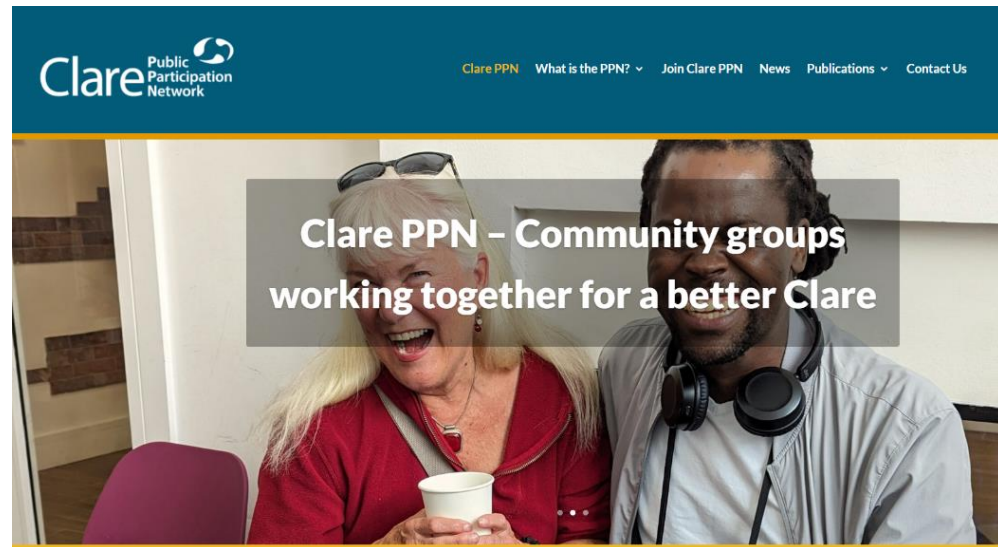 Clare Public Participation Network
Clare PPN What is the PPN? Join Clare PPN News Publications Contact Us
Clare PPN – Community groups
working together for a better Clare